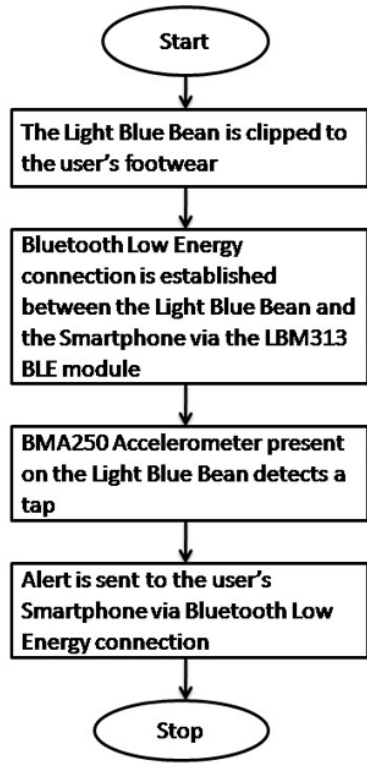 Start
The Light Blue Bean is clipped to
the user's footwear
Bluetooth Low Energy
connection is established
between the Light Blue Bean and
the Smartphone via the LBM313
BLE module
BMA250 Accelerometer present
on the Light Blue Bean detects a
tap
Alert is sent to the user's
Smartphone via Bluetooth Low
Energy connection
Stop